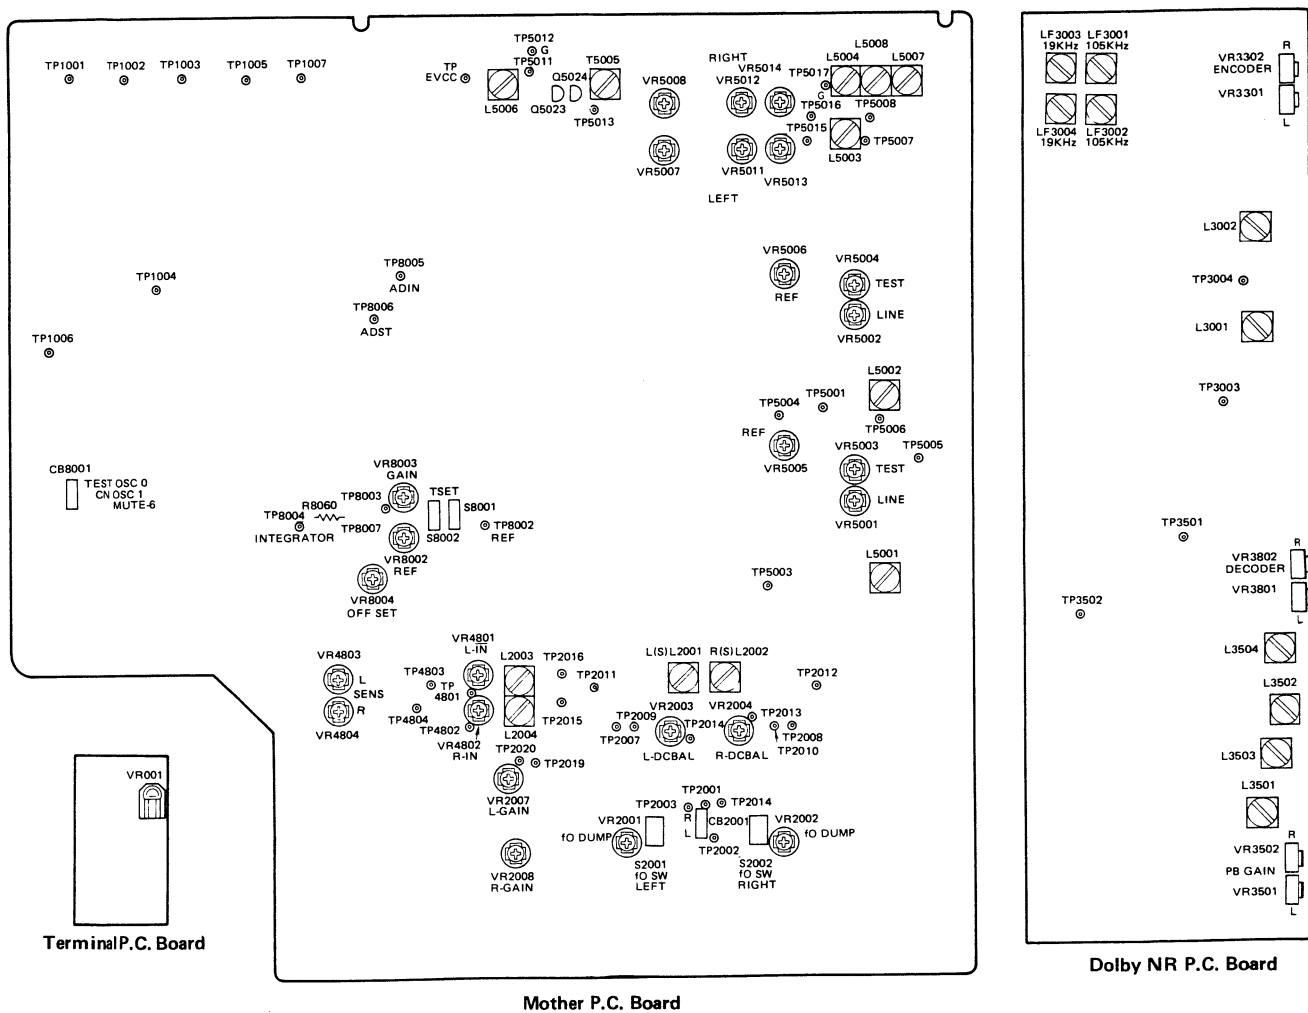 TP1001
TP1002
TP1003
TP1005
TP1007
TP
EVCC
TP5012
G
TP5011
L5006
Q5024
Q5023
T5005
TP5013
VR5008
VR5007
RIGHT
VR5014
VR5012
VR5011
VR5013
LEFT
L5008
L5004
L5007
TP5017
G
TP5016
TP5008
TP5015
TP5007
L5003
TP1004
TP8005
ADIN
TP8006
ADST
TP1006
VR5006
REF
VR5004
TEST
LINE
VR5002
L5002
TP5004
TP5001
TP5006
REF
VR5005
VR5003
TP5005
TEST
LINE
VR5001
CB8001
TEST OSC 0
CN OSC 1
MUTE-6
VR8003
GAIN
TP8003
TSET
S8001
R8060
TP8004
TP8007
INTEGRATOR
S8002
TP8002
REF
VR8002
REF
VR8004
OFF SET
L5001
TP5003
VR4803
L
SENS
R
VR4804
TP4803
TP
4801
TP4804
TP4802
VR4801
L-IN
VR4802
R-IN
L2003
L2004
TP2016
TP2011
TP2015
L(S)L2001
R(S)L2002
TP2012
VR2003
VR2004
TP2009
TP2007
TP2014
TP2013
TP2008
TP2010
L-DCBAL
R-DCBAL
TP2020
TP2019
VR2007
L-GAIN
TP2001
TP2003
TP2014
R
L
CB2001
TP2002
VR2001
fO DUMP
VR2002
fO DUMP
S2001
fO SW
LEFT
S2002
fO SW
RIGHT
VR2008
R-GAIN
VR001
Terminal P.C. Board
Mother P.C. Board
LF3003
19KHz
LF3001
105KHz
LF3004
19KHz
LF3002
105KHz
R
VR3302
ENCODER
VR3301
L
L3002
TP3004
L3001
TP3003
TP3501
R
VR3802
DECODER
VR3801
L
TP3502
L3504
L3502
L3503
L3501
R
VR3502
PB GAIN
VR3501
L
Dolby NR P.C. Board